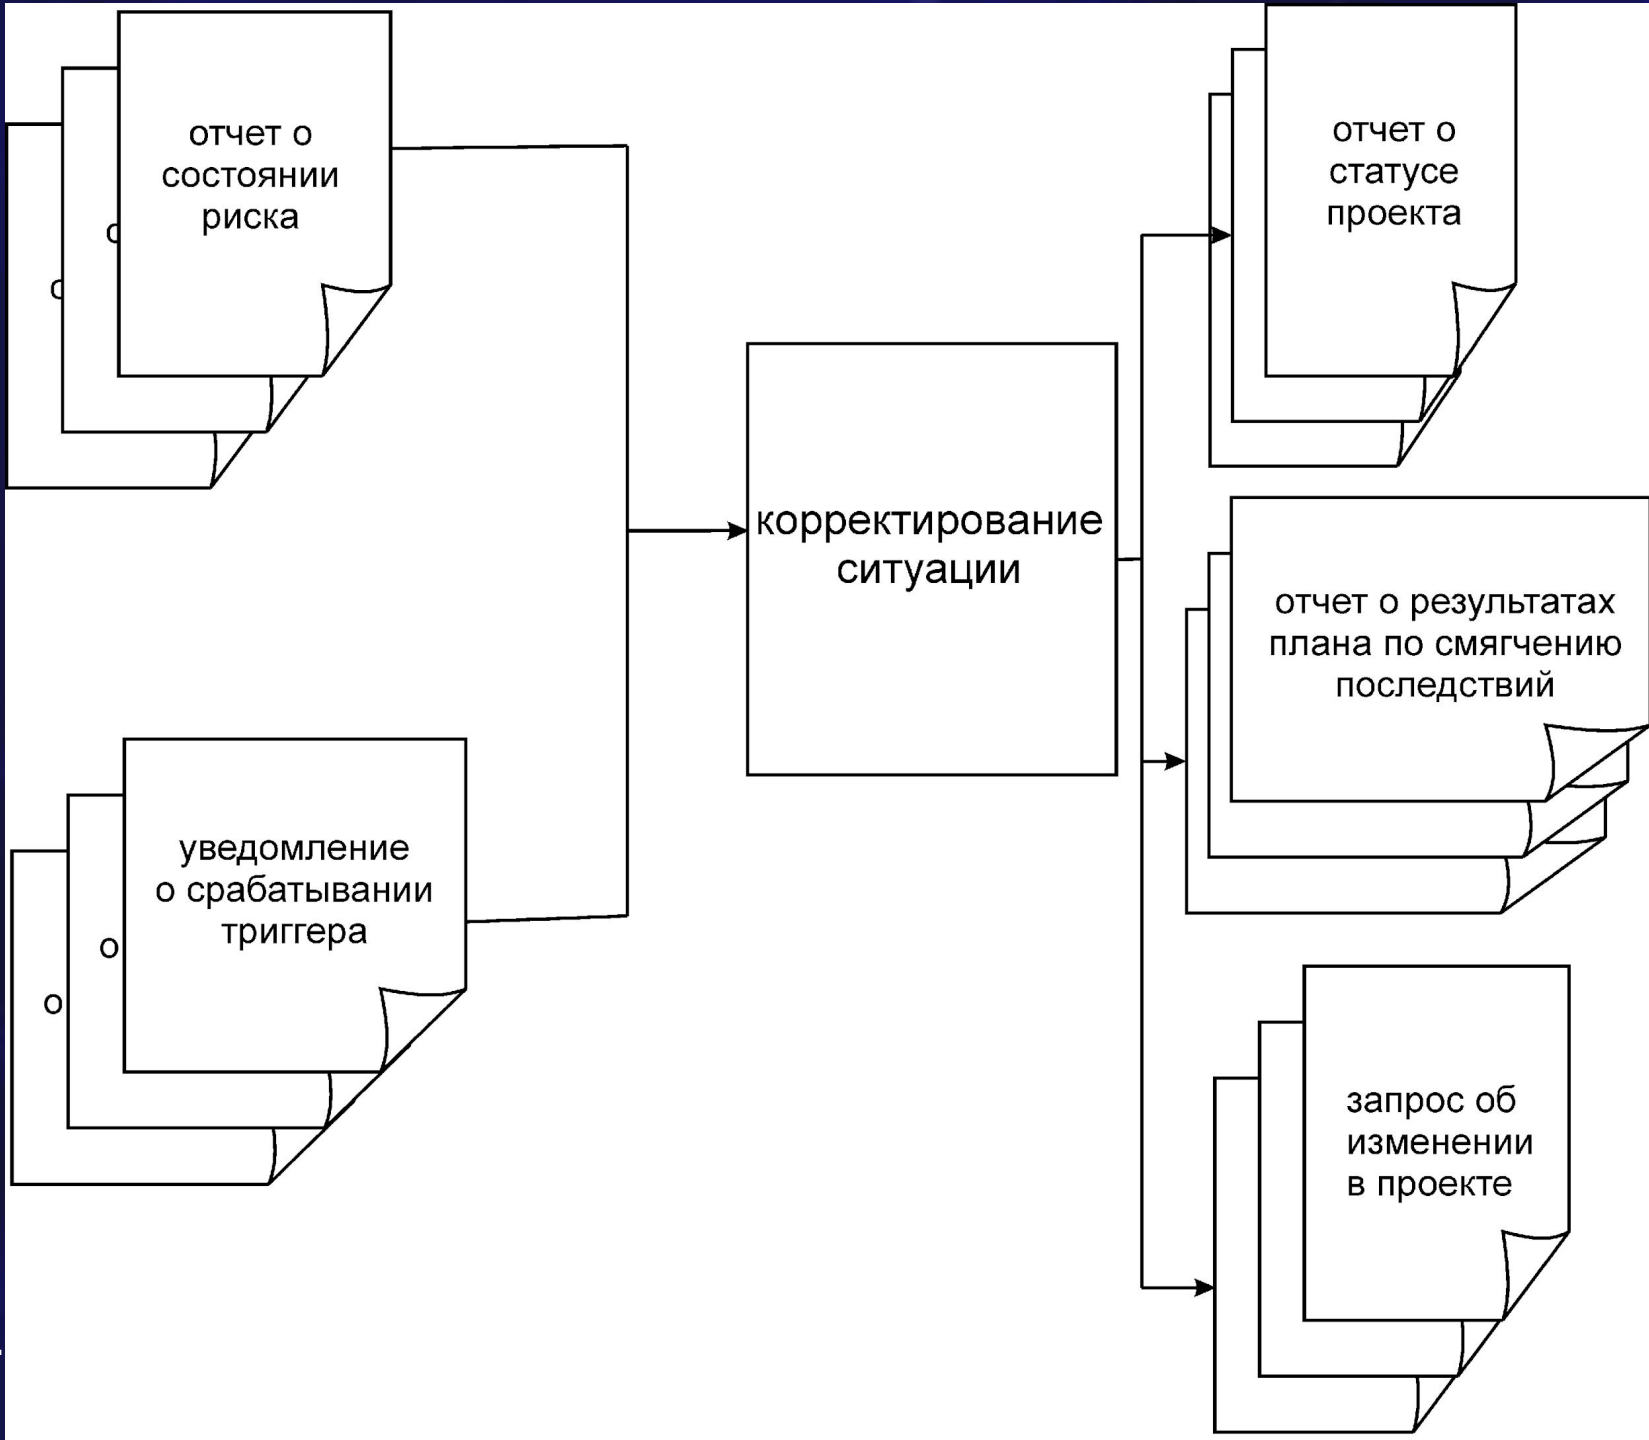 отчет о
состоянии
риска
о
о
уведомление
о срабатывании
триггера
о
о
корректирование
ситуации
отчет о
статусе
проекта
отчет о результатах
плана по смягчению
последствий
запрос об
изменении
в проекте